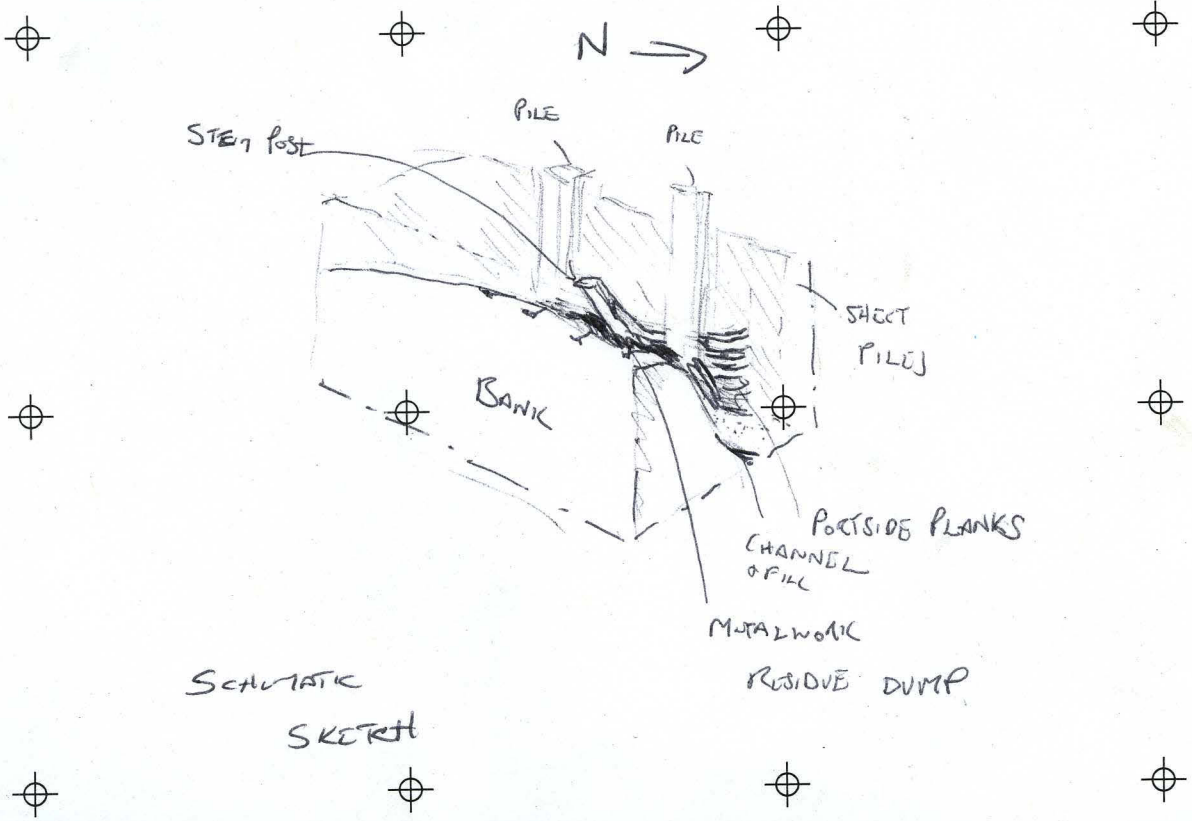 N
PILE
PILE
STEM POST
SHEET
PILES
BANK
PORTSIDE PLANKS
CHANNEL
& FILL
METALWORK
RESIDUE DUMP
SCHEMATIC
SKETCH